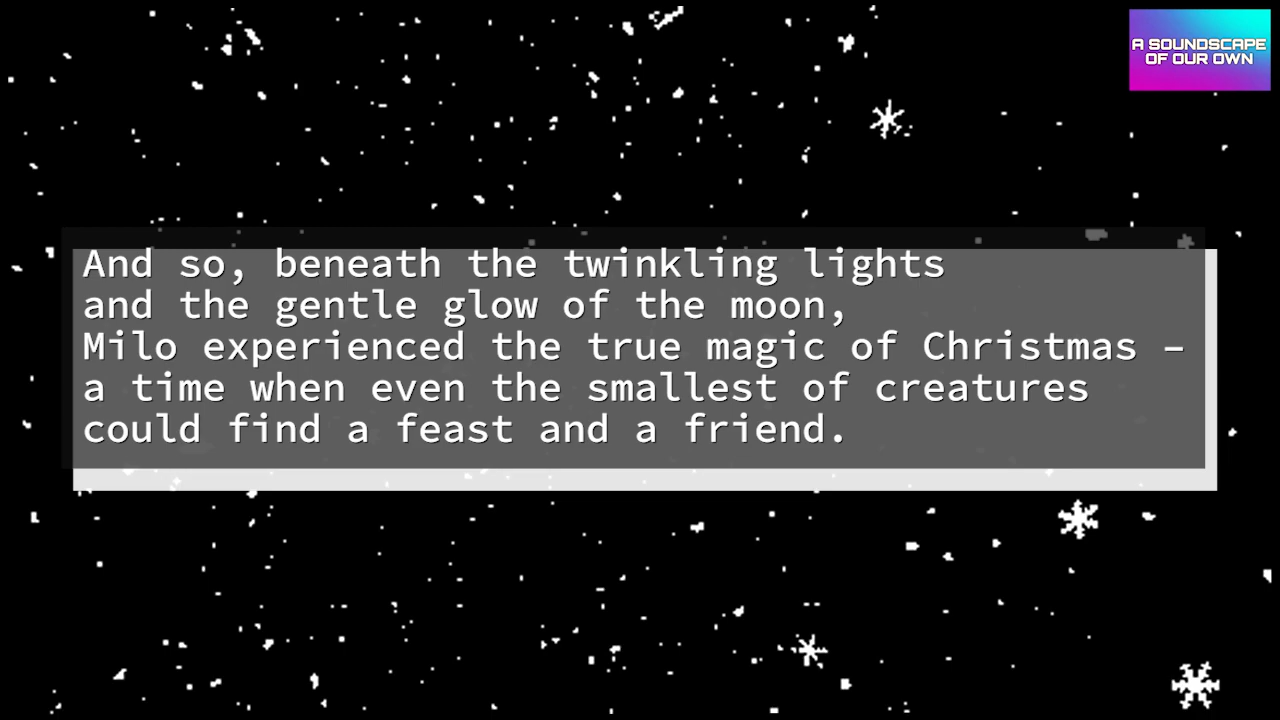 A SOUNDSCAPE
OF OUR OWN
And so, beneath the twinkling lights
and the gentle glow of the moon,
Milo experienced the true magic of Christmas –
a time when even the smallest of creatures
could find a feast and a friend.